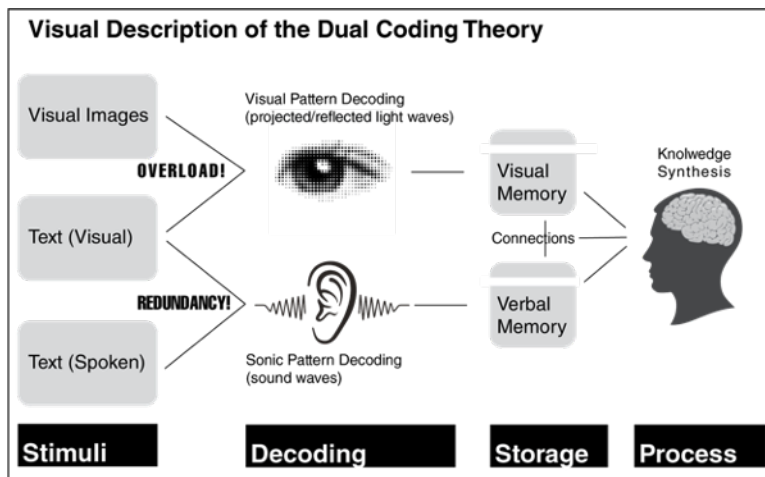 Visual Description of the Dual Coding Theory
Visual Images
OVERLOAD!
Text (Visual)
REDUNDANCY!
Text (Spoken)
Visual Pattern Decoding
(projected/reflected light waves)
Sonic Pattern Decoding
(sound waves)
Visual
Memory
Connections
Verbal
Memory
Knolwedge
Synthesis
Stimuli
Decoding
Storage
Process